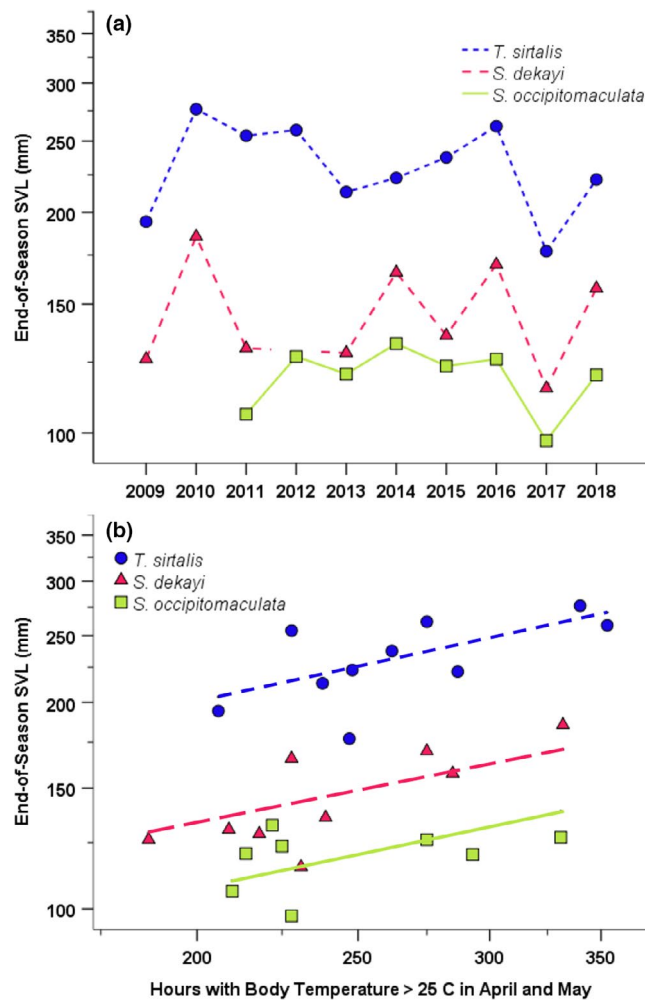 (a)
350
300
250
200
150
100
End-of-Season SVL (mm)
T. sirtalis
S. dekayi
S. occipitomaculata
2009 2010 2011 2012 2013 2014 2015 2016 2017 2018
(b)
350
300
250
200
150
100
End-of-Season SVL (mm)
T. sirtalis
S. dekayi
S. occipitomaculata
200 250 300 350
Hours with Body Temperature > 25 C in April and May